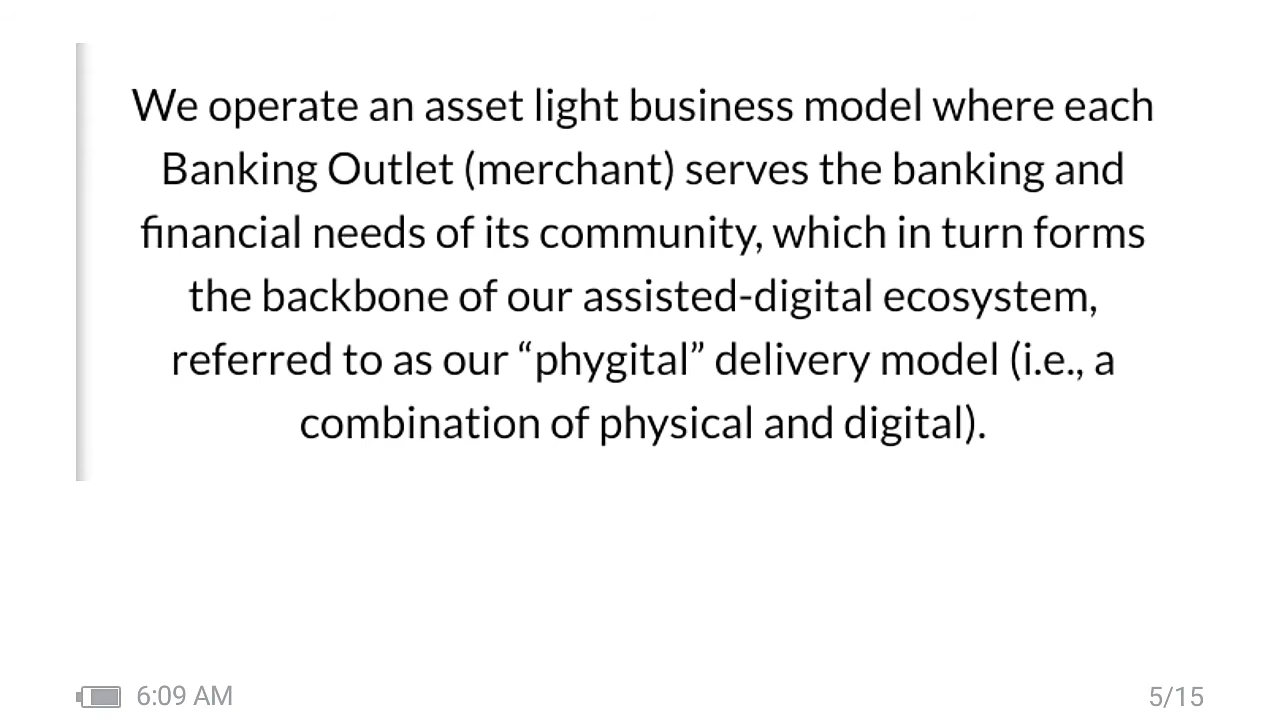 We operate an asset light business model where each
Banking Outlet (merchant) serves the banking and
financial needs of its community, which in turn forms
the backbone of our assisted-digital ecosystem,
referred to as our “phygital” delivery model (i.e., a
combination of physical and digital).
6:09 AM
5/15